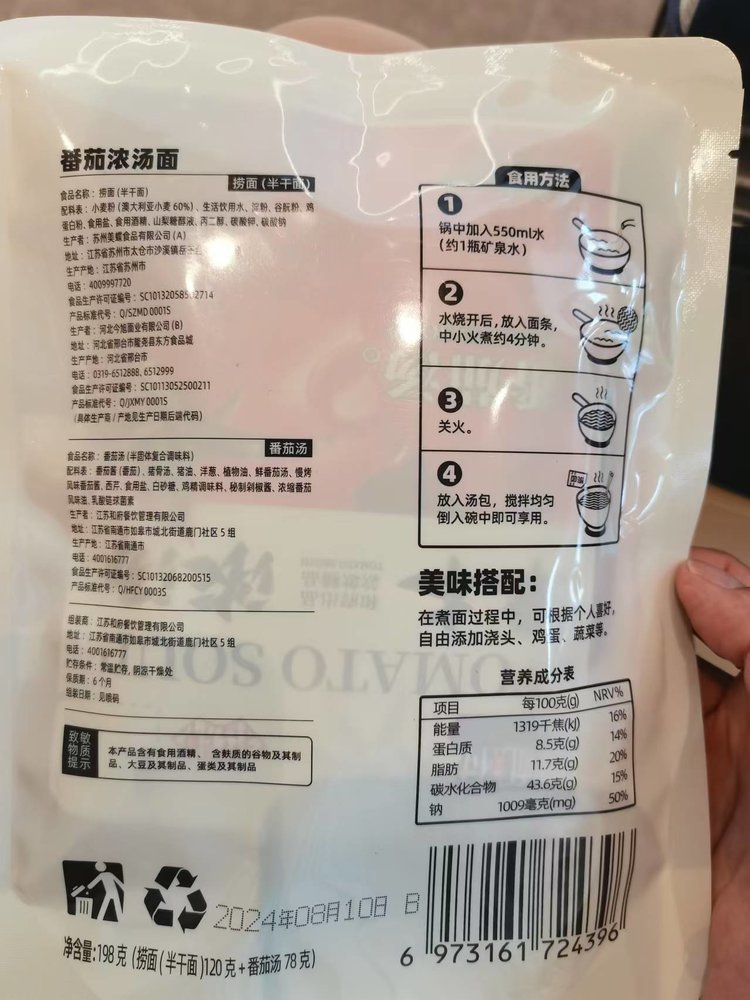 番茄浓汤面
捞面(半干面)
食品名称:捞面(半干面)
配料表:小麦粉(澳大利亚小麦60%)、生活饮用水、淀粉、谷朊粉、鸡
蛋白粉、食用盐、食用酒精、山梨糖醇液、丙二醇、碳酸钾、碳酸钠
生产者:苏州美蝶食品有限公司(A)
地址:江苏省苏州市太仓市沙溪镇岳
生产产地:江苏省苏州市
电话:4009997720
食品生产许可证编号:
产品标准代号:Q/SZMD 0001S
生产者:河北今旭面业有限公司(B)
地址:河北省邢台市隆尧县东方食品城
生产产地:河北省邢台市
电话:0319-6512888,6512999
食品生产许可证编号:SC10113052500211
产品标准代号:Q/JXMY 0001S
(具体生产商/产地见生产日期后端代码)
番茄汤
食品名称:番茄汤(半固体复合调味料)
配料表:番茄酱(番茄)、猪骨汤、猪油、洋葱、植物油、鲜番茄汤、慢烤
风味番茄酱、西芹、食用盐、白砂糖、鸡精调味料、秘制剁椒酱、浓缩番茄
风味油、乳酸链球菌素
生产者:江苏和府餐饮管理有限公司
地址:江苏省南通市如皋市城北街道鹿门社区5组
生产产地:江苏省南通市
电话:4001616777
食品生产许可证编号:SC10132068200515
产品标准代号:Q/HFCY 0003S
组装商:江苏和府餐饮管理有限公司
地址:江苏省南通市如皋市城北街道鹿门社区5组
电话:4001616777
贮存条件:常温贮存,阴凉干燥处
保质期:6个月
组装日期:见喷码
致敏
物质
提示
本产品含有食用酒精、含麸质的谷物及其制
品、大豆及其制品、蛋类及其制品
2024年08月10日 B
净含量:198克(捞面(半干面)120克+番茄汤78克)
食用方法
1
锅中加入550ml水
(约1瓶矿泉水)
2
水烧开后,放入面条,
中小火煮约4分钟。
3
关火。
4
放入汤包,搅拌均匀
倒入碗中即可享用。
美味搭配:
在煮面过程中,可根据个人喜好,
自由添加浇头、鸡蛋、蔬菜等。
营养成分表
项目 每100克(g) NRV%
能量 1319千焦(kJ) 16%
蛋白质 8.5克(g) 14%
脂肪 11.7克(g) 20%
碳水化合物 43.6克(g) 15%
钠 1009毫克(mg) 50%
6 973161 724396